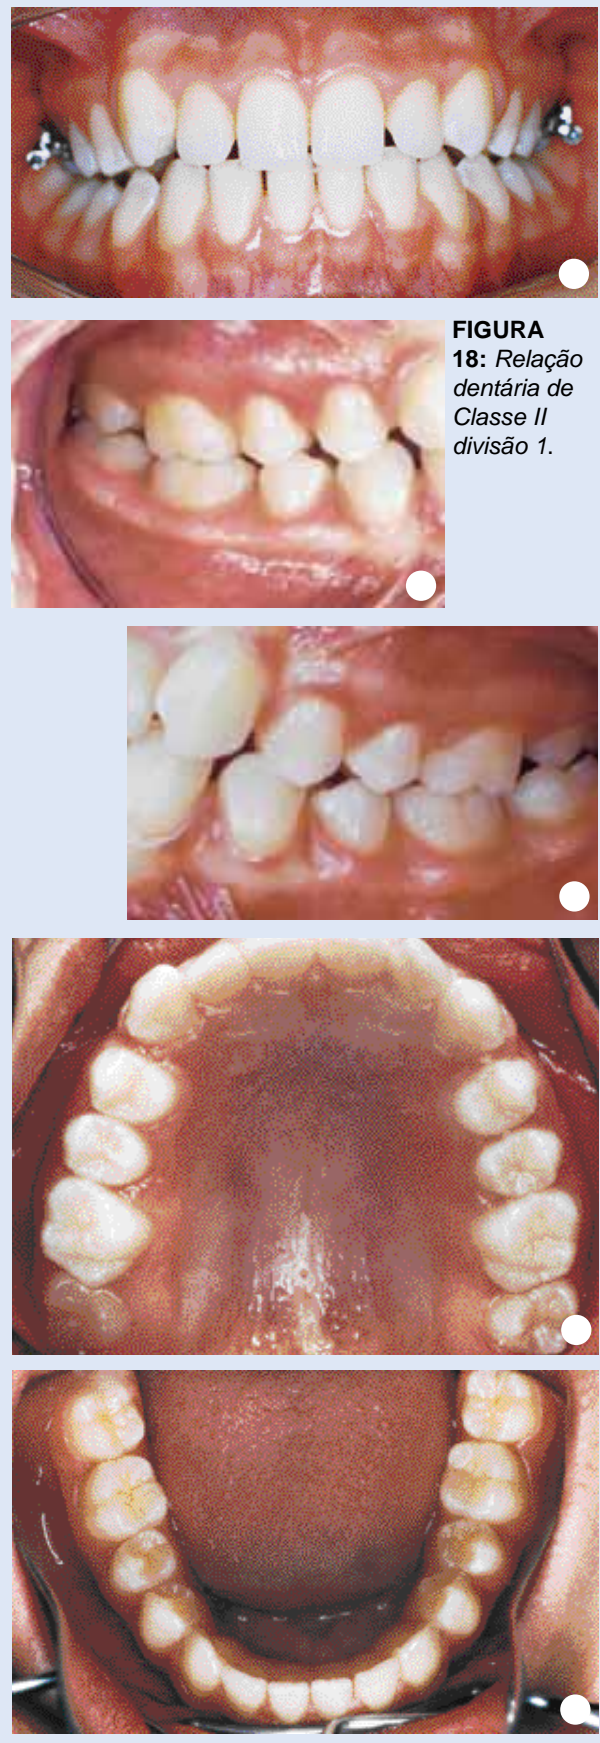 FIGURA
18: Relação
dentária de
Classe II
divisão 1.